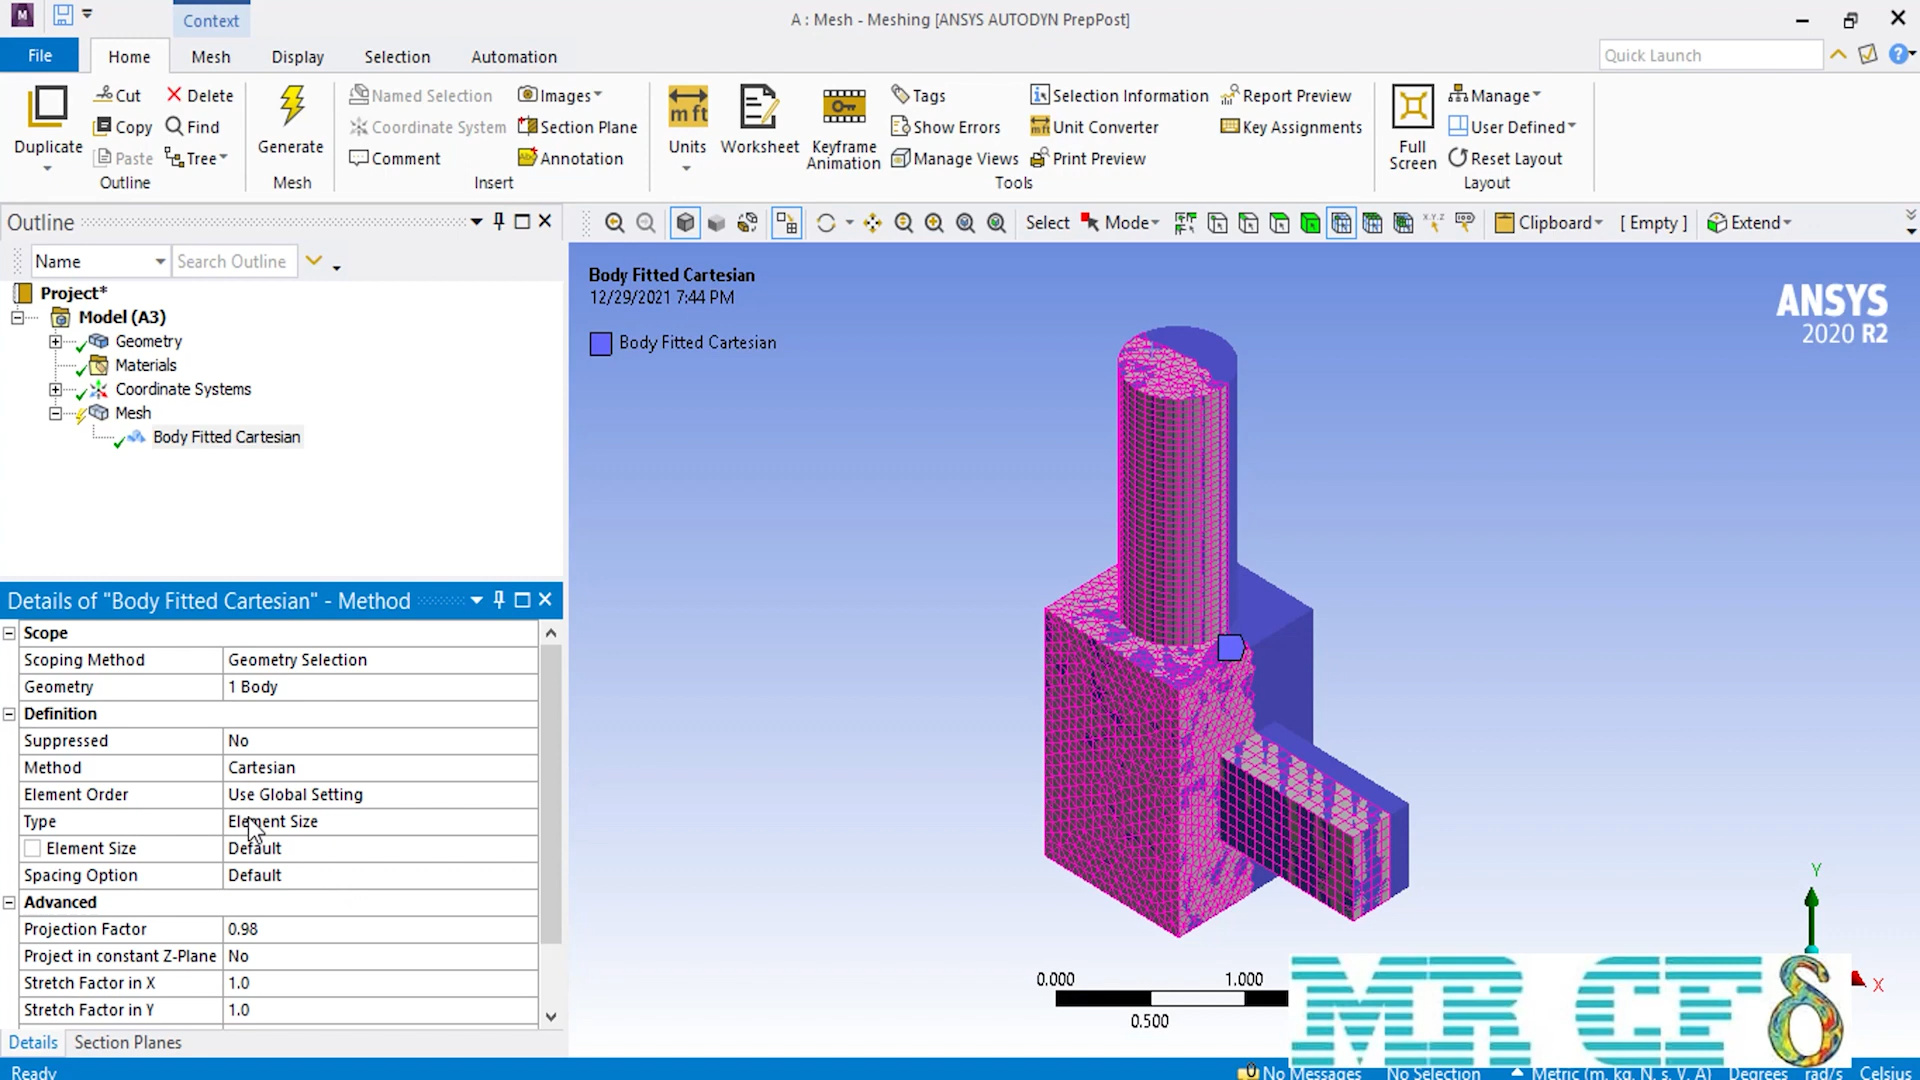 M
Context
A : Mesh - Meshing [ANSYS AUTODYN PrepPost]
File
Home
Mesh
Display
Selection
Automation
Quick Launch
Duplicate
Cut
Copy
Paste
Delete
Find
Tree
Outline
Generate
Mesh
Named Selection
Coordinate System
Comment
Images
Section Plane
Annotation
Insert
Units
Worksheet
Keyframe
Animation
Tags
Show Errors
Manage Views
Selection Information
Unit Converter
Print Preview
Report Preview
Key Assignments
Tools
Full
Screen
Manage
User Defined
Reset Layout
Layout
Outline
Name
Search Outline
Select
Mode
Clipboard
[ Empty ]
Extend
Project*
Model (A3)
Geometry
Materials
Coordinate Systems
Mesh
Body Fitted Cartesian
Body Fitted Cartesian
12/29/2021 7:44 PM
Body Fitted Cartesian
ANSYS
2020 R2
Details of "Body Fitted Cartesian" - Method
Scope
Scoping Method Geometry Selection
Geometry 1 Body
Definition
Suppressed No
Method Cartesian
Element Order Use Global Setting
Type Element Size
Element Size Default
Spacing Option Default
Advanced
Projection Factor 0.98
Project in constant Z-Plane No
Stretch Factor in X 1.0
Stretch Factor in Y 1.0
Details
Section Planes
0.000
1.000
0.500
Y
X
MR CFD
Ready
No Messages
No Selection
Metric (m, kg, N, s, V, A)
Degrees
rad/s
Celsius